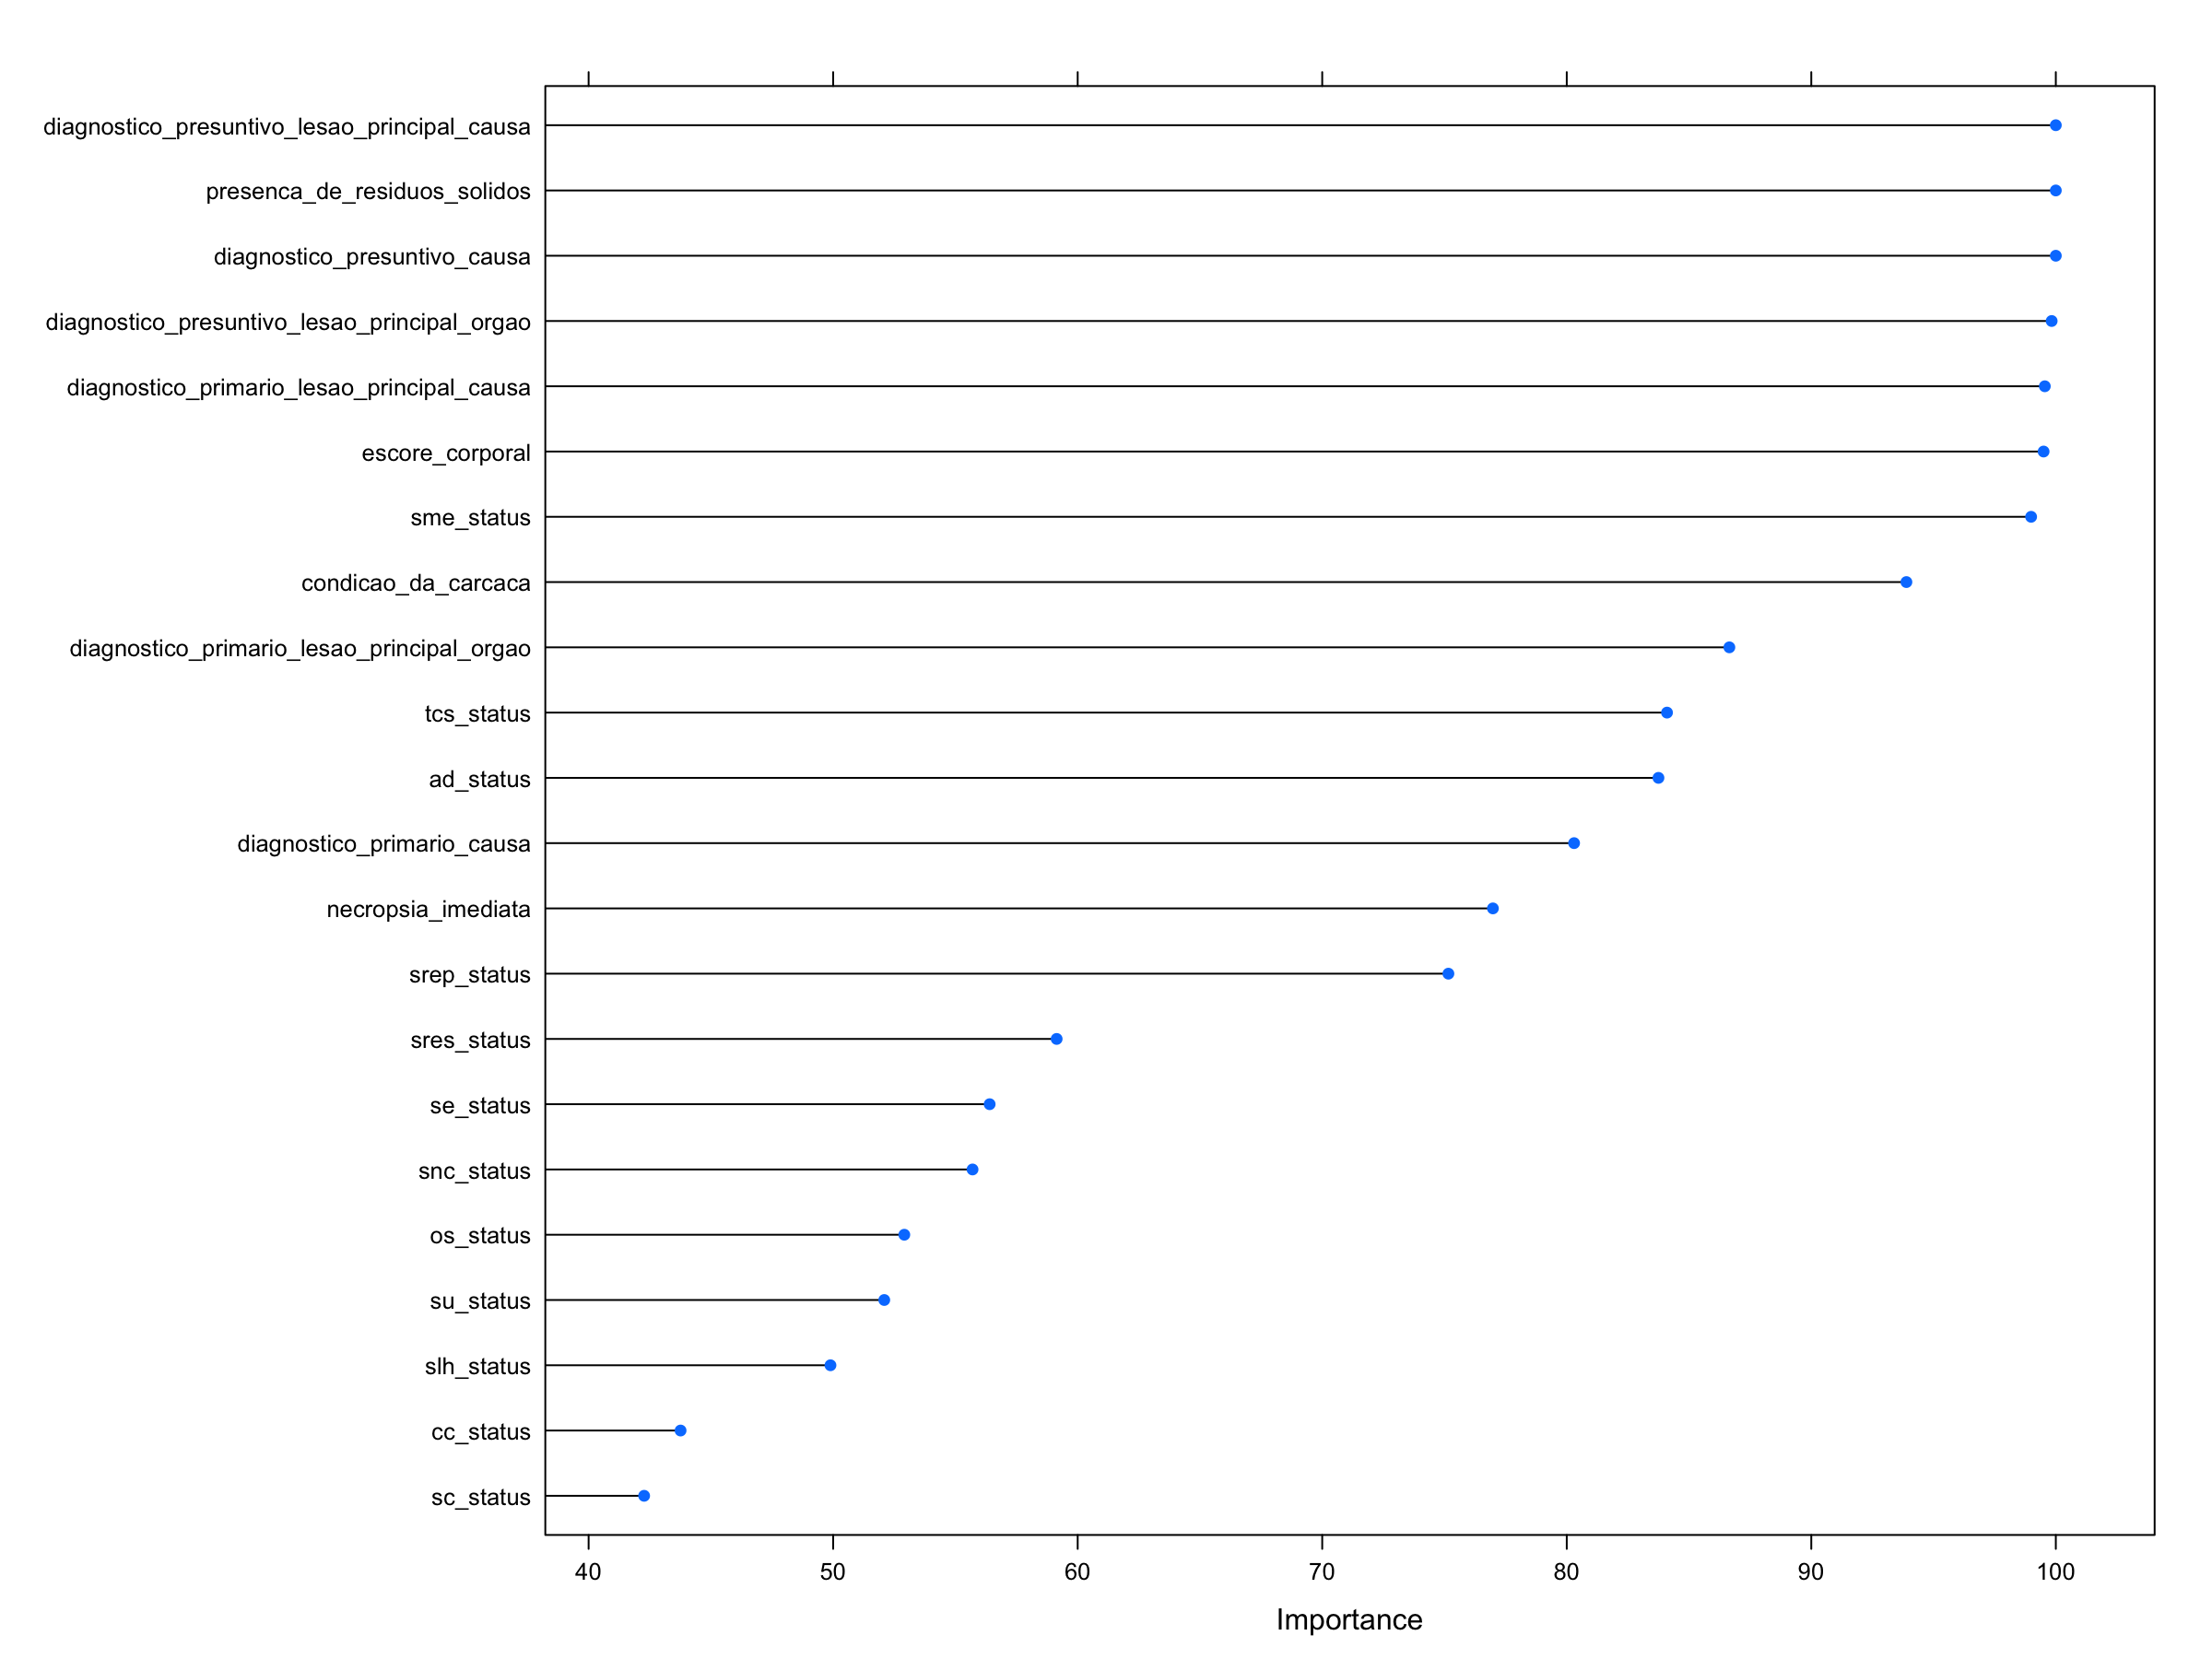 diagnostico_presuntivo_lesao_principal_causa
presenca_de_residuos_solidos
diagnostico_presuntivo_causa
diagnostico_presuntivo_lesao_principal_orgao
diagnostico_primario_lesao_principal_causa
escore_corporal
sme_status
condicao_da_carcaca
diagnostico_primario_lesao_principal_orgao
tcs_status
ad_status
diagnostico_primario_causa
necropsia_imediata
srep_status
sres_status
se_status
snc_status
os_status
su_status
slh_status
cc_status
sc_status
40 50 60 70 80 90 100
Importance